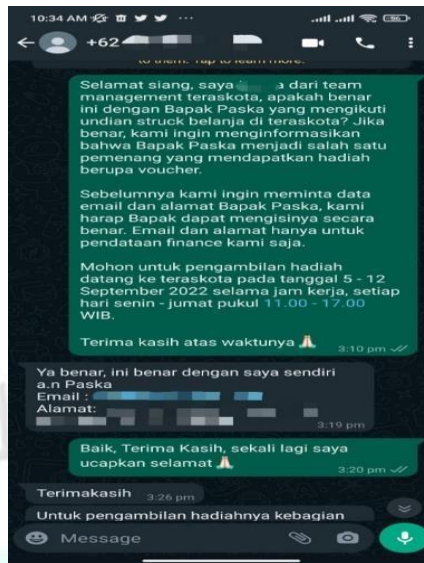 10:34 AM
56
+62
to them. Tap to learn more.
Selamat siang, saya a dari team
management teraskota, apakah benar
ini dengan Bapak Paska yang mengikuti
undian struck belanja di teraskota? Jika
benar, kami ingin menginformasikan
bahwa Bapak Paska menjadi salah satu
pemenang yang mendapatkan hadiah
berupa voucher.
Sebelumnya kami ingin meminta data
email dan alamat Bapak Paska, kami
harap Bapak dapat mengisinya secara
benar. Email dan alamat hanya untuk
pendataan finance kami saja.
Mohon untuk pengambilan hadiah
datang ke teraskota pada tanggal 5 - 12
September 2022 selama jam kerja, setiap
hari senin - jumat pukul 11.00 - 17.00
WIB.
Terima kasih atas waktunya 🙏🏻
3:10 pm
Ya benar, ini benar dengan saya sendiri
a.n Paska
Email :
Alamat:
3:19 pm
Baik, Terima Kasih, sekali lagi saya
ucapkan selamat 🙏🏻
3:20 pm
Terimakasih 3:26 pm
Untuk pengambilan hadiahnya kebagian
Message